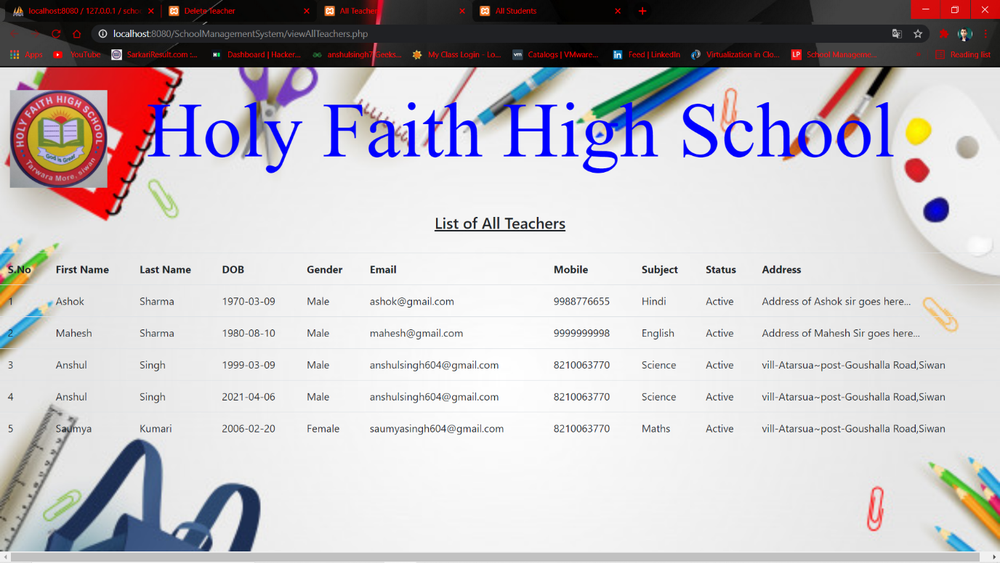 localhost:8080 / 127.0.0.1 / schoo
Delete Teacher
All Teacher
All Students
localhost:8080/SchoolManagementSystem/viewAllTeachers.php
Apps YouTube SarkariResult.com :... Dashboard | Hacker... anshulsingh7 Geeks... My Class Login - Lo... Catalogs | VMware... Feed | LinkedIn Virtualization in Clo... School Manageme... » Reading list
HOLY FAITH HIGH SCHOOL
God is Great
Tarwara More, siwan
Holy Faith High School
List of All Teachers
S.No First Name Last Name DOB Gender Email Mobile Subject Status Address
1 Ashok Sharma 1970-03-09 Male ashok@gmail.com 9988776655 Hindi Active Address of Ashok sir goes here...
2 Mahesh Sharma 1980-08-10 Male mahesh@gmail.com 9999999998 English Active Address of Mahesh Sir goes here...
3 Anshul Singh 1999-03-09 Male anshulsingh604@gmail.com 8210063770 Science Active vill-Atarsua~post-Goushalla Road,Siwan
4 Anshul Singh 2021-04-06 Male anshulsingh604@gmail.com 8210063770 Science Active vill-Atarsua~post-Goushalla Road,Siwan
5 Saumya Kumari 2006-02-20 Female saumyasingh604@gmail.com 8210063770 Maths Active vill-Atarsua~post-Goushalla Road,Siwan